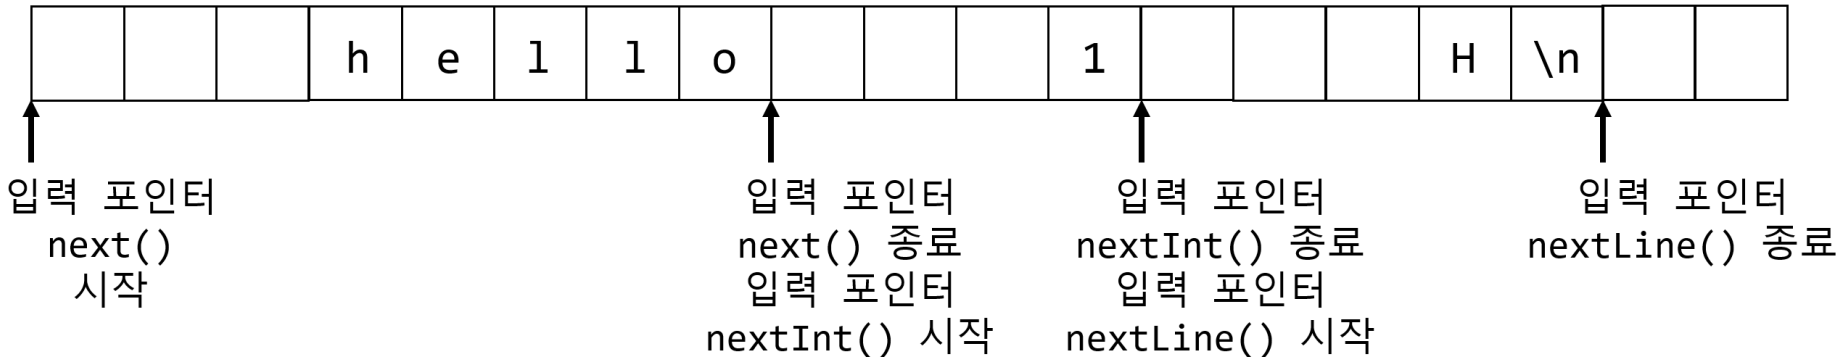 h e l l o 1 H \n
입력 포인터
next()
시작
입력 포인터
next() 종료
입력 포인터
nextInt() 시작
입력 포인터
nextInt() 종료
입력 포인터
nextLine() 시작
입력 포인터
nextLine() 종료